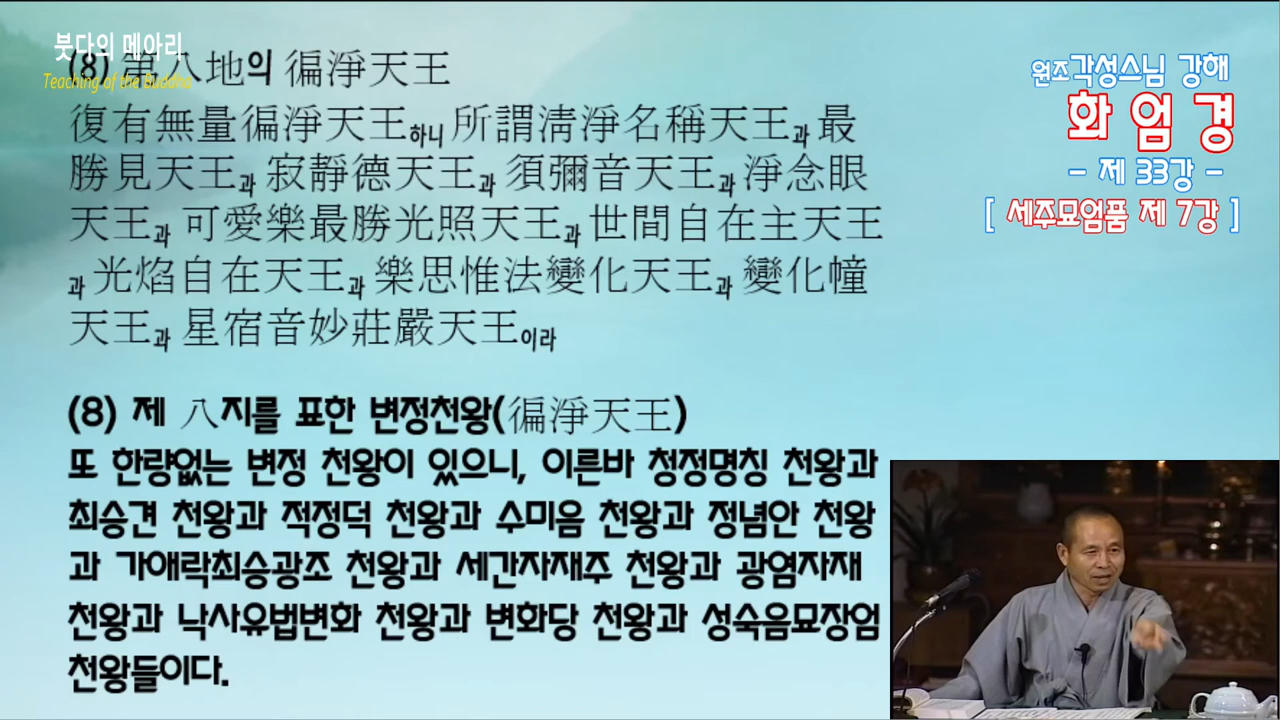 붓다의 메아리
Teaching of the Buddha
(8) 第八地의 徧淨天王
復有無量徧淨天王하니 所謂淸淨名稱天王과 最
勝見天王과 寂靜德天王과 須彌音天王과 淨念眼
天王과 可愛樂最勝光照天王과 世間自在主天王
과 光焰自在天王과 樂思惟法變化天王과 變化幢
天王과 星宿音妙莊嚴天王이라
(8) 제 八지를 표한 변정천왕(徧淨天王)
또 한량없는 변정 천왕이 있으니, 이른바 청정명칭 천왕과
최승견 천왕과 적정덕 천왕과 수미음 천왕과 정념안 천왕
과 가애락최승광조 천왕과 세간자재주 천왕과 광염자재
천왕과 낙사유법변화 천왕과 변화당 천왕과 성숙음묘장엄
천왕들이다.
원조각성스님 강해
화 엄 경
- 제 33강 -
[ 세주묘엄품 제 7강 ]